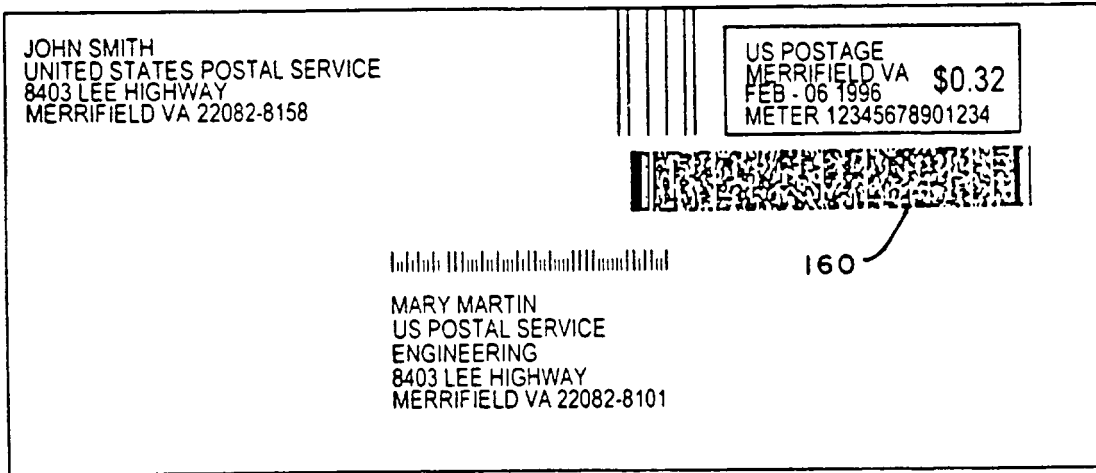 JOHN SMITH
UNITED STATES POSTAL SERVICE
8403 LEE HIGHWAY
MERRIFIELD VA 22082-8158
US POSTAGE
MERRIFIELD VA $0.32
FEB - 06 1996
METER 12345678901234
160
MARY MARTIN
US POSTAL SERVICE
ENGINEERING
8403 LEE HIGHWAY
MERRIFIELD VA 22082-8101